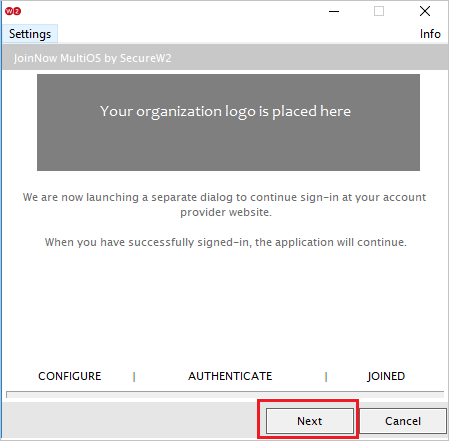 W2
Settings
Info
JoinNow MultiOS by SecureW2
Your organization logo is placed here
We are now launching a separate dialog to continue sign-in at your account
provider website.
When you have successfully signed-in, the application will continue.
CONFIGURE | AUTHENTICATE | JOINED
Next
Cancel